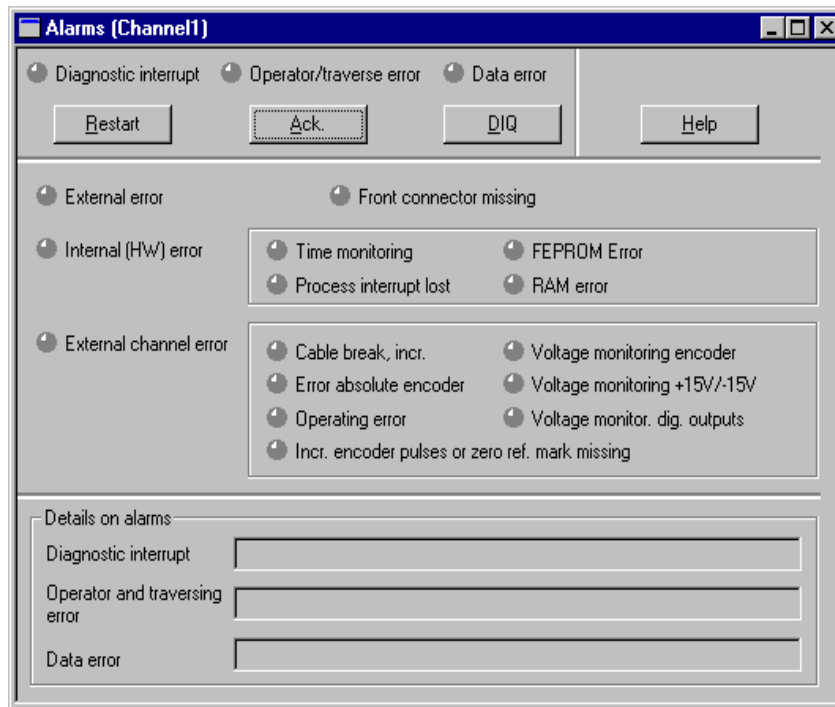 Alarms (Channel1)
Diagnostic interrupt Operator/traverse error Data error
Restart Ack. DIQ Help
External error Front connector missing
Internal (HW) error Time monitoring FEPROM Error
Process interrupt lost RAM error
External channel error Cable break, incr. Voltage monitoring encoder
Error absolute encoder Voltage monitoring +15V/-15V
Operating error Voltage monitor. dig. outputs
Incr. encoder pulses or zero ref. mark missing
Details on alarms
Diagnostic interrupt
Operator and traversing
error
Data error